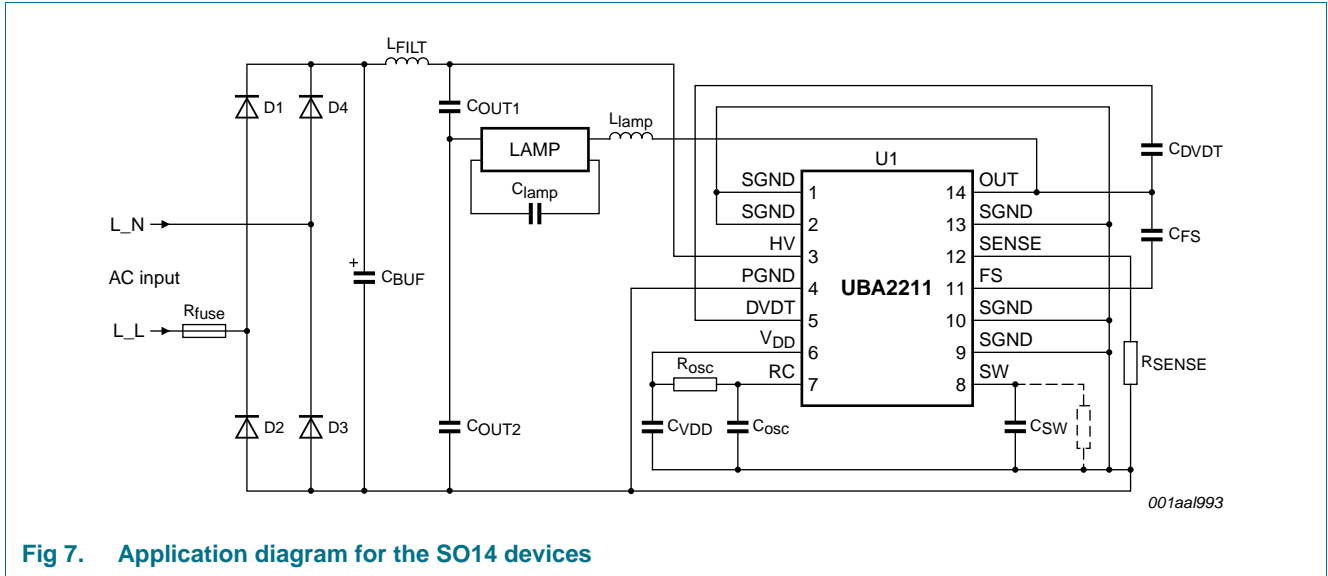 LFILT
D1
D4
COUT1
Llamp
LAMP
Clamp
CDVDT
U1
SGND
1
14
OUT
SGND
2
13
SGND
CFS
L_N
HV
3
12
SENSE
AC input
+
CBUF
PGND
4
UBA2211
11
FS
Rfuse
L_L
DVDT
5
10
SGND
VDD
6
9
SGND
Rosc
RC
7
8
SW
RSENSE
D2
D3
COUT2
CVDD
Cosc
CSW
001aal993
Fig 7. Application diagram for the SO14 devices